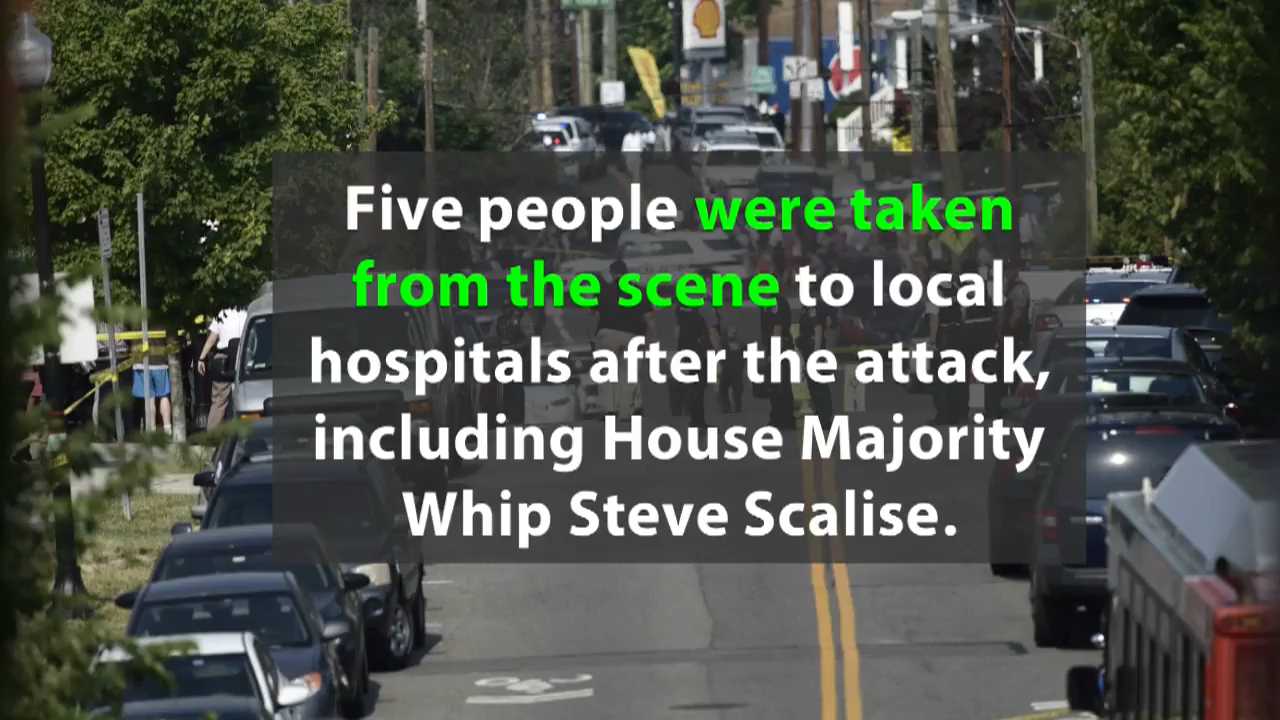 Five people were taken
from the scene to local
hospitals after the attack,
including House Majority
Whip Steve Scalise.